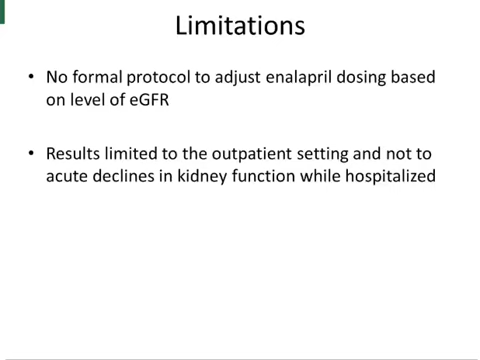 Limitations
• No formal protocol to adjust enalapril dosing based
on level of eGFR
• Results limited to the outpatient setting and not to
acute declines in kidney function while hospitalized